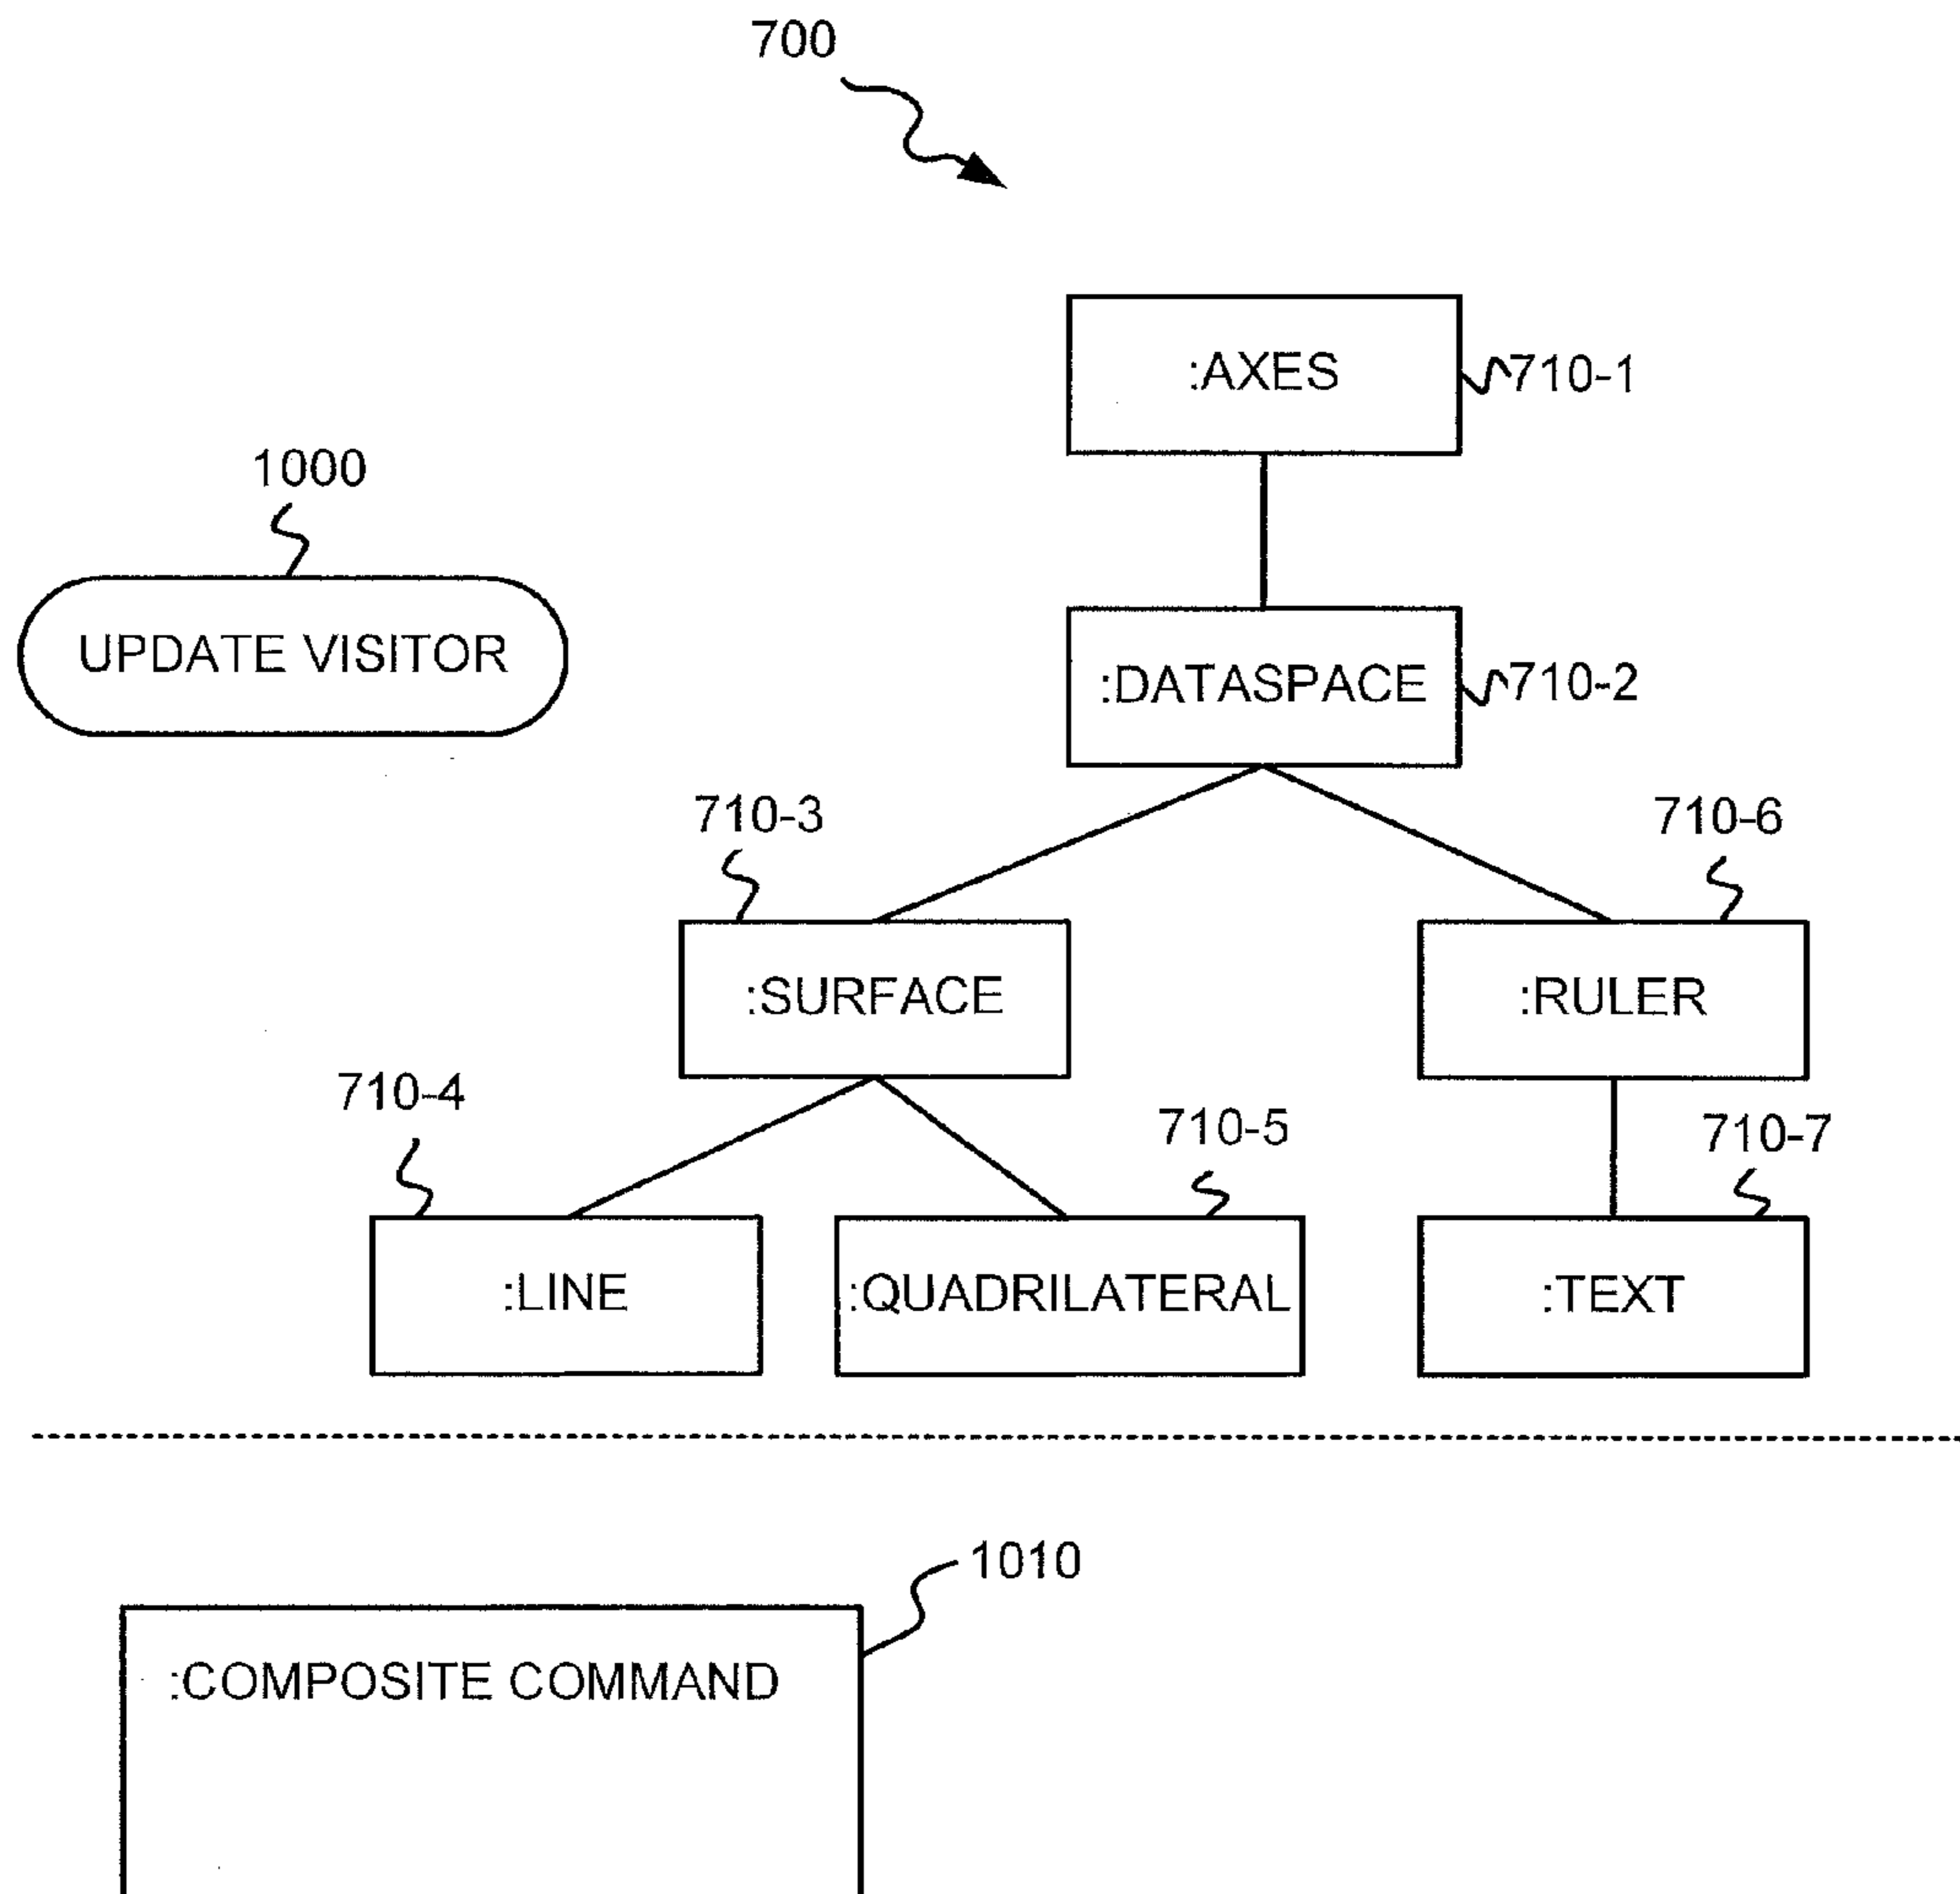 700
:AXES
710-1
1000
UPDATE VISITOR
:DATASPACE
710-2
710-3
710-6
:SURFACE
:RULER
710-4
710-5
710-7
:LINE
:QUADRILATERAL
:TEXT
1010
:COMPOSITE COMMAND